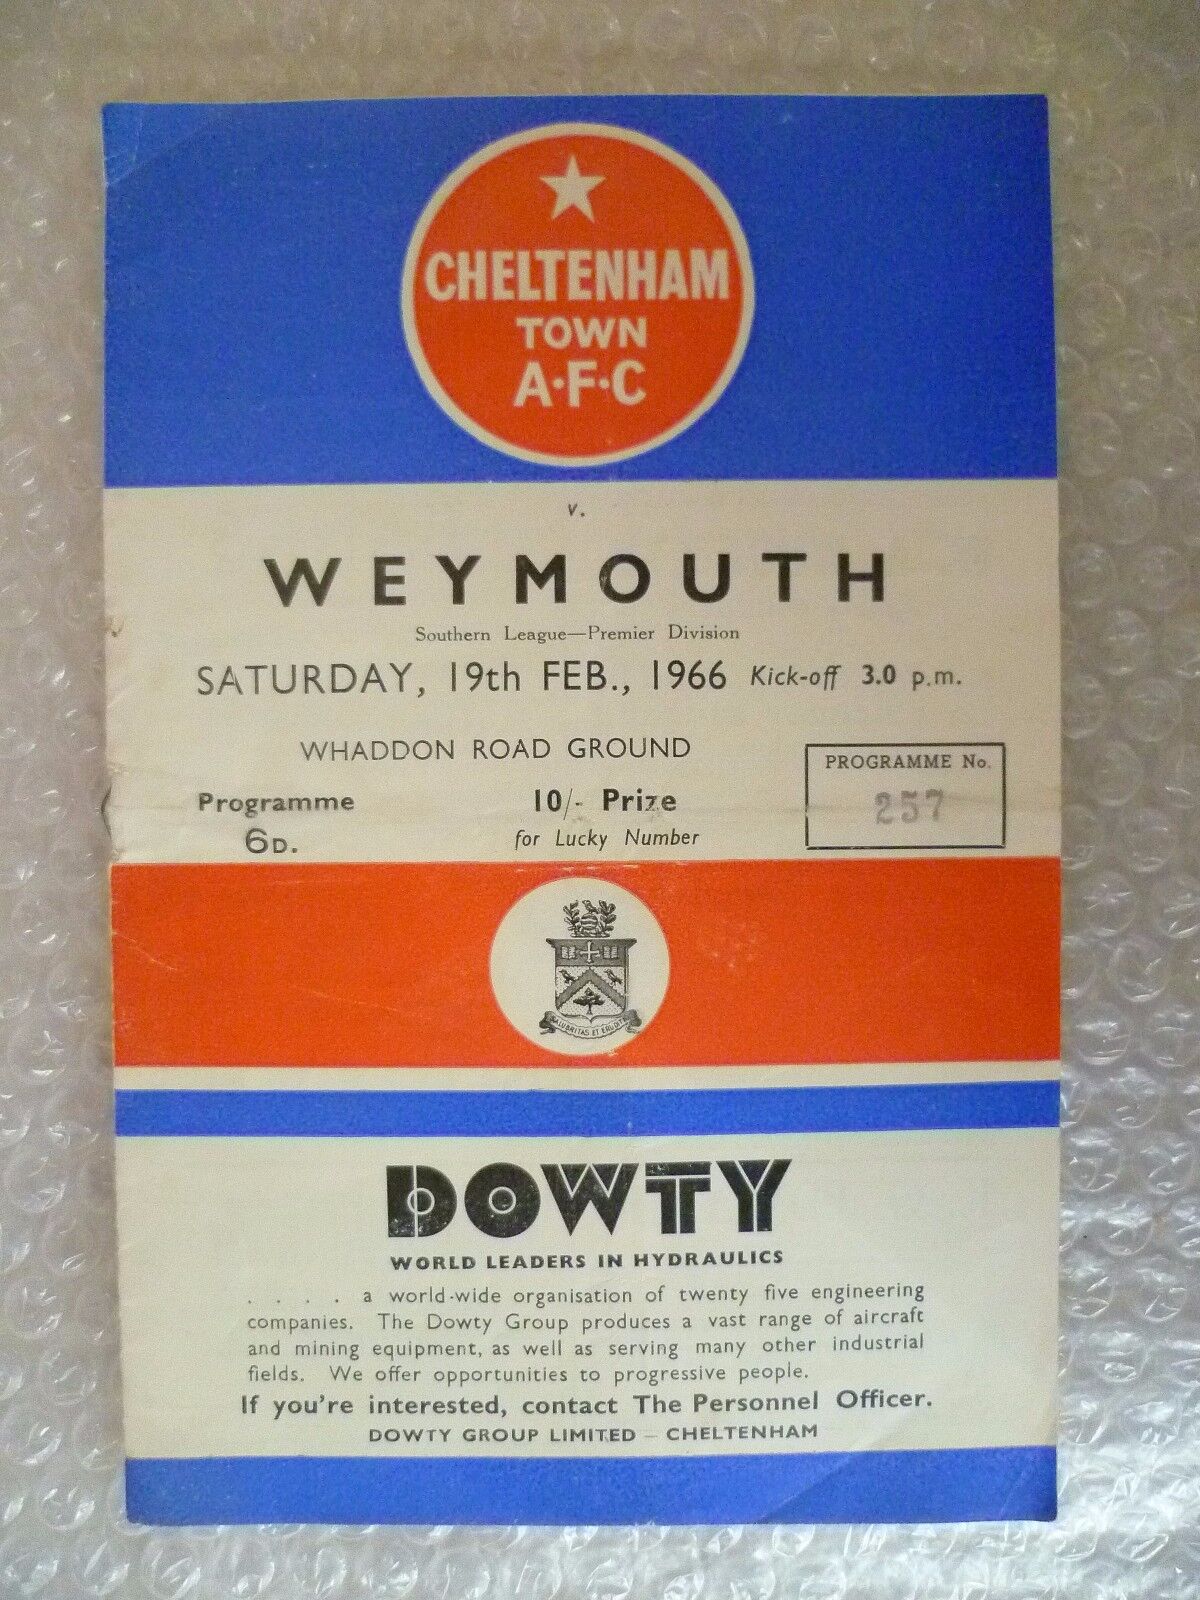 CHELTENHAM
TOWN
A·F·C
v.
WEYMOUTH
Southern League—Premier Division
SATURDAY, 19th FEB., 1966 Kick-off 3.0 p.m.
WHADDON ROAD GROUND
PROGRAMME No.
257
Programme
6D.
10/- Prize
for Lucky Number
SALUBRITAS ET ERUDITIO
DOWTY
WORLD LEADERS IN HYDRAULICS
. . . . a world-wide organisation of twenty five engineering
companies. The Dowty Group produces a vast range of aircraft
and mining equipment, as well as serving many other industrial
fields. We offer opportunities to progressive people.
If you're interested, contact The Personnel Officer.
DOWTY GROUP LIMITED – CHELTENHAM